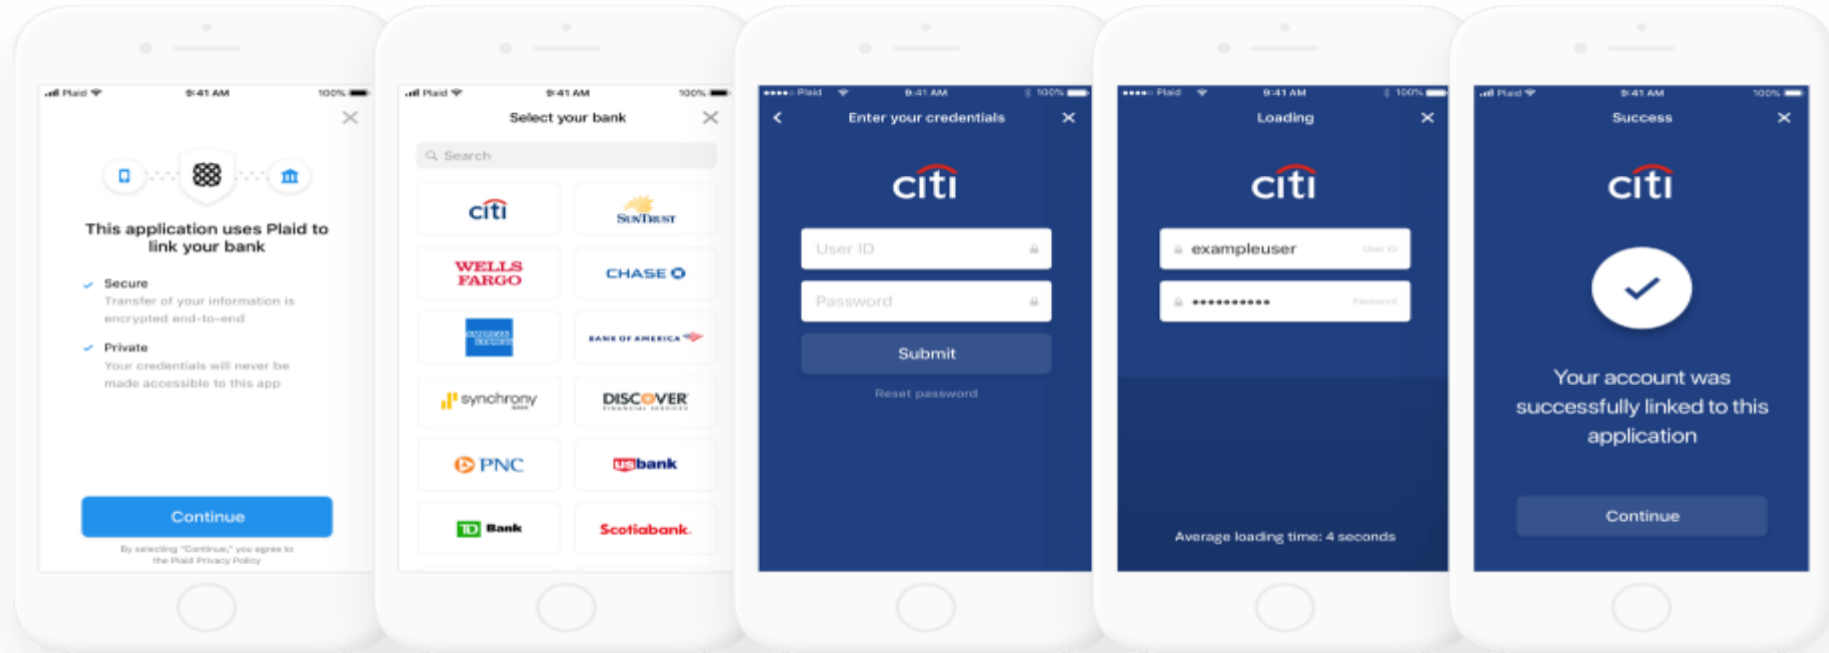 Plaid
9:41 AM
100%
This application uses Plaid to
link your bank
Secure
Transfer of your information is
encrypted end-to-end
Private
Your credentials will never be
made accessible to this app
Continue
By selecting "Continue," you agree to
the Plaid Privacy Policy
Plaid
9:41 AM
100%
Select your bank
Search
citi
SUNTRUST
WELLS
FARGO
CHASE
AMERICAN
EXPRESS
BANK OF AMERICA
synchrony
BANK
DISCOVER
FINANCIAL SERVICES
PNC
usbank
TD Bank
Scotiabank.
Plaid
9:41 AM
100%
Enter your credentials
citi
User ID
Password
Submit
Reset password
Plaid
9:41 AM
100%
Loading
citi
exampleuser
User ID
••••••••••
Password
Average loading time: 4 seconds
Plaid
9:41 AM
100%
Success
citi
Your account was
successfully linked to this
application
Continue